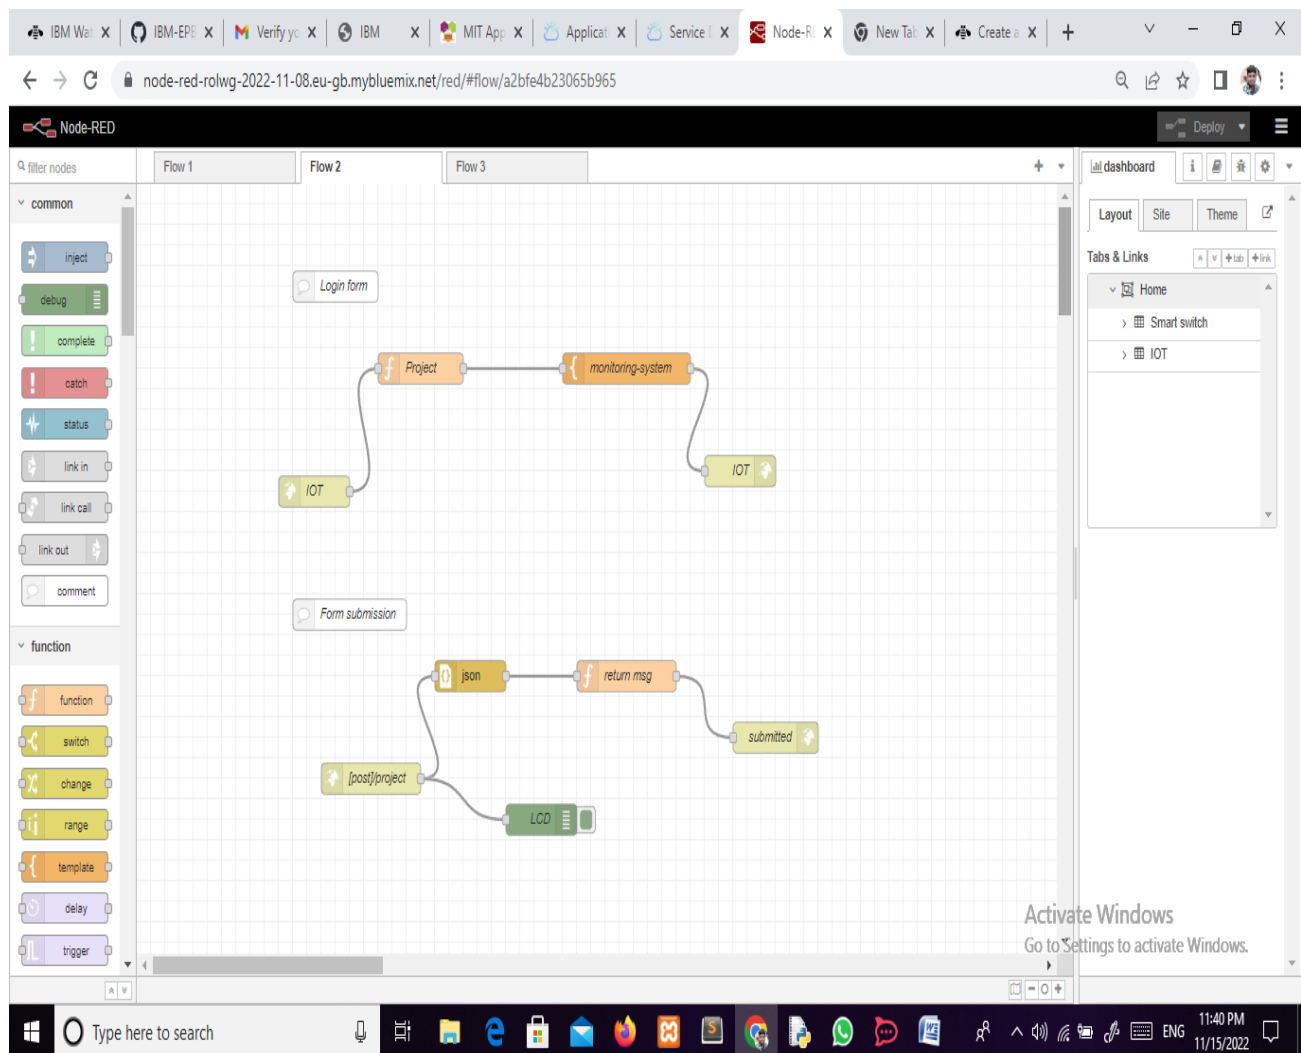 IBM Wat
IBM-EPB
Verify yo
IBM
MIT App
Applicat
Service D
Node-RE
New Tab
Create a
node-red-rolwg-2022-11-08.eu-gb.mybluemix.net/red/#flow/a2bfe4b23065b965
Node-RED
Deploy
filter nodes
Flow 1
Flow 2
Flow 3
dashboard
common
Layout
Site
Theme
inject
Tabs & Links
tab
link
debug
Login form
Home
complete
Smart switch
catch
Project
monitoring-system
IOT
status
link in
IOT
IOT
link call
link out
comment
Form submission
function
json
return msg
function
switch
submitted
change
[post]/project
range
LCD
template
delay
Activate Windows
trigger
Go to Settings to activate Windows.
Type here to search
ENG
11:40 PM
11/15/2022